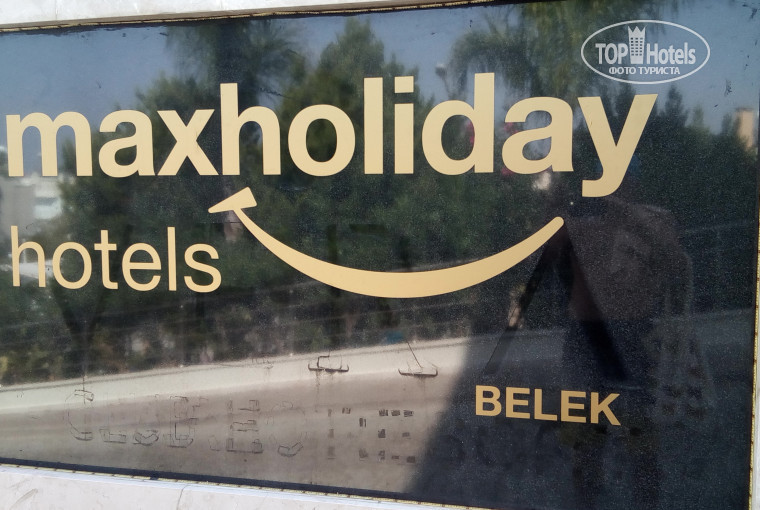 TOP Hotels
ФОТО ТУРИСТА
maxholiday
hotels
BELEK